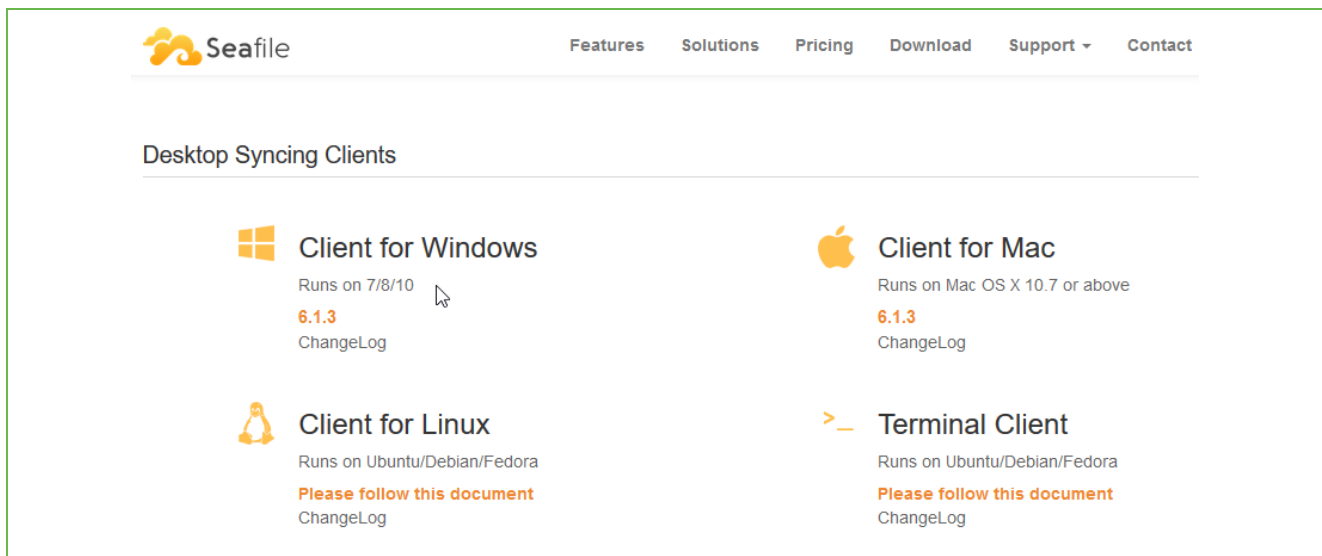 Seafile
Features Solutions Pricing Download Support Contact
Desktop Syncing Clients
Client for Windows
Runs on 7/8/10
6.1.3
ChangeLog
Client for Mac
Runs on Mac OS X 10.7 or above
6.1.3
ChangeLog
Client for Linux
Runs on Ubuntu/Debian/Fedora
Please follow this document
ChangeLog
Terminal Client
Runs on Ubuntu/Debian/Fedora
Please follow this document
ChangeLog